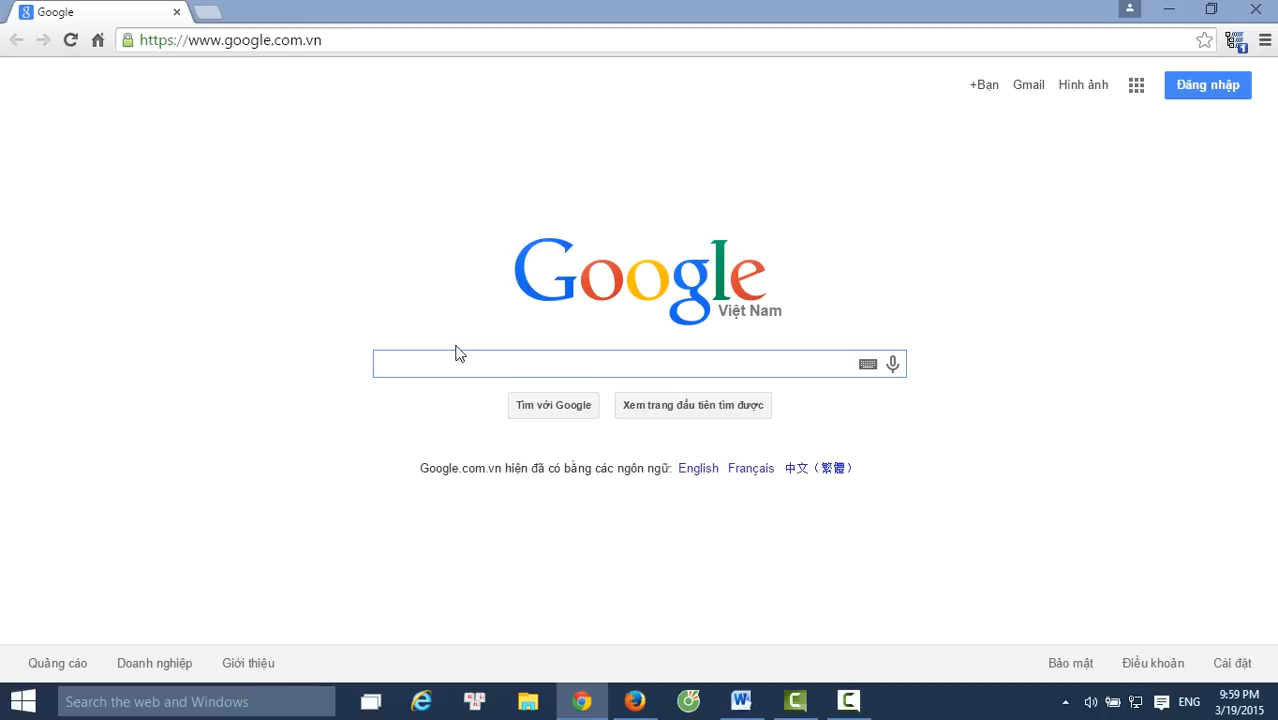 Google
https://www.google.com.vn
+Bạn Gmail Hình ảnh Đăng nhập
Google
Việt Nam
Tìm với Google Xem trang đầu tiên tìm được
Google.com.vn hiện đã có bằng các ngôn ngữ: English Français 中文（繁體）
Quảng cáo Doanh nghiệp Giới thiệu Bảo mật Điều khoản Cài đặt
Search the web and Windows
ENG
9:59 PM
3/19/2015